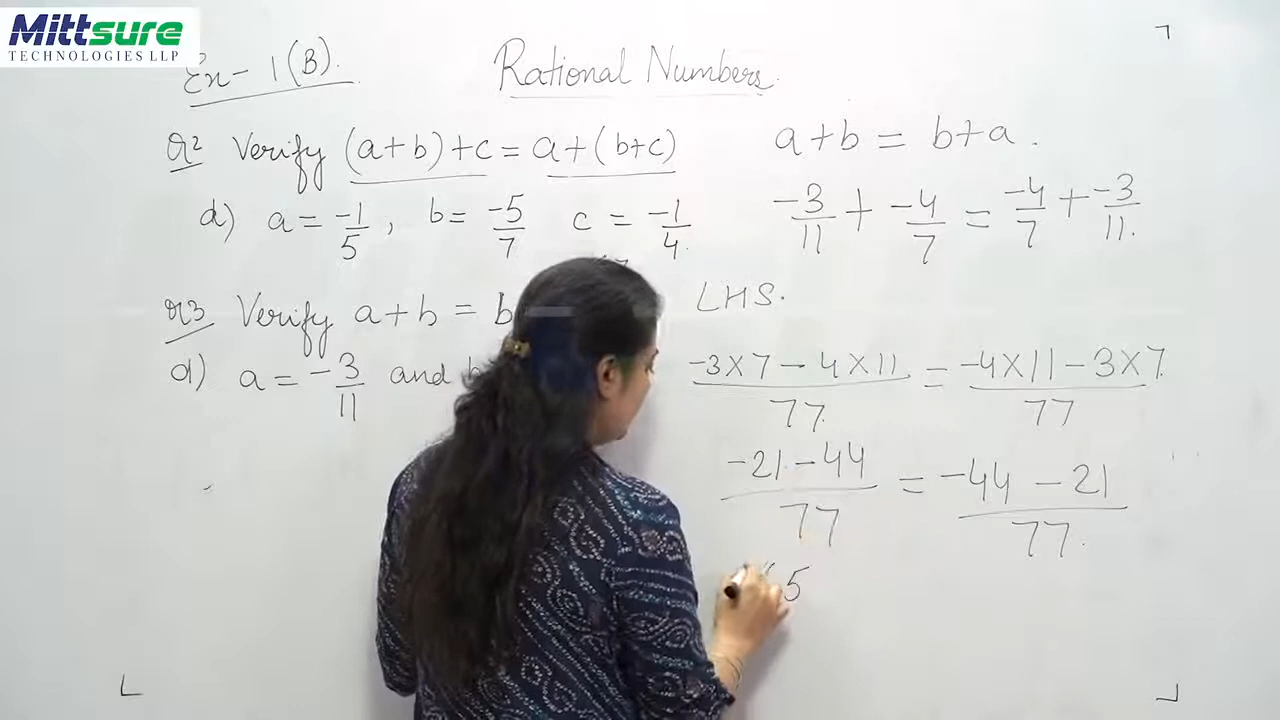 Mittsure
TECHNOLOGIES LLP
Ex- 1(B).
Rational Numbers.
Q2 Verify (a+b)+c = a+(b+c)
d) a = -1/5, b = -5/7 c = -1/4.
Q3 Verify a+b = b
d) a = -3/11 and b
a+b = b+a.
-3/11 + -4/7 = -4/7 + -3/11.
LHS.
-3×7 - 4×11 / 77. = -4×11 - 3×7 / 77
-21 - 44 / 77 = -44 - 21 / 77.
5